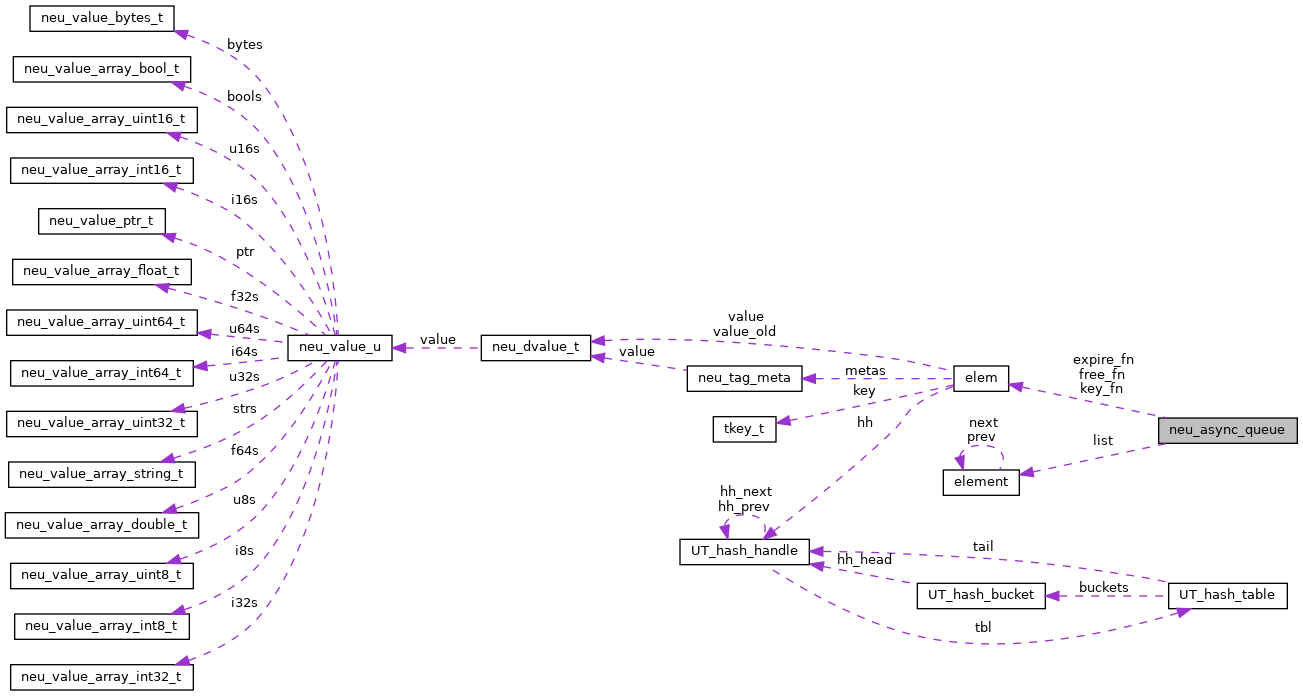 neu_value_bytes_t
bytes
neu_value_array_bool_t
bools
neu_value_array_uint16_t
u16s
neu_value_array_int16_t
i16s
neu_value_ptr_t
ptr
neu_value_array_float_t
f32s
neu_value_array_uint64_t
u64s
neu_value_array_int64_t
i64s
neu_value_array_uint32_t
u32s
neu_value_array_string_t
strs
neu_value_array_double_t
f64s
neu_value_array_uint8_t
u8s
neu_value_array_int8_t
i8s
neu_value_array_int32_t
i32s
neu_value_u
value
neu_dvalue_t
value
value_old
value
neu_tag_meta
metas
key
tkey_t
hh
elem
expire_fn
free_fn
key_fn
neu_async_queue
list
next
prev
element
hh_next
hh_prev
UT_hash_handle
hh_head
tail
UT_hash_bucket
buckets
UT_hash_table
tbl